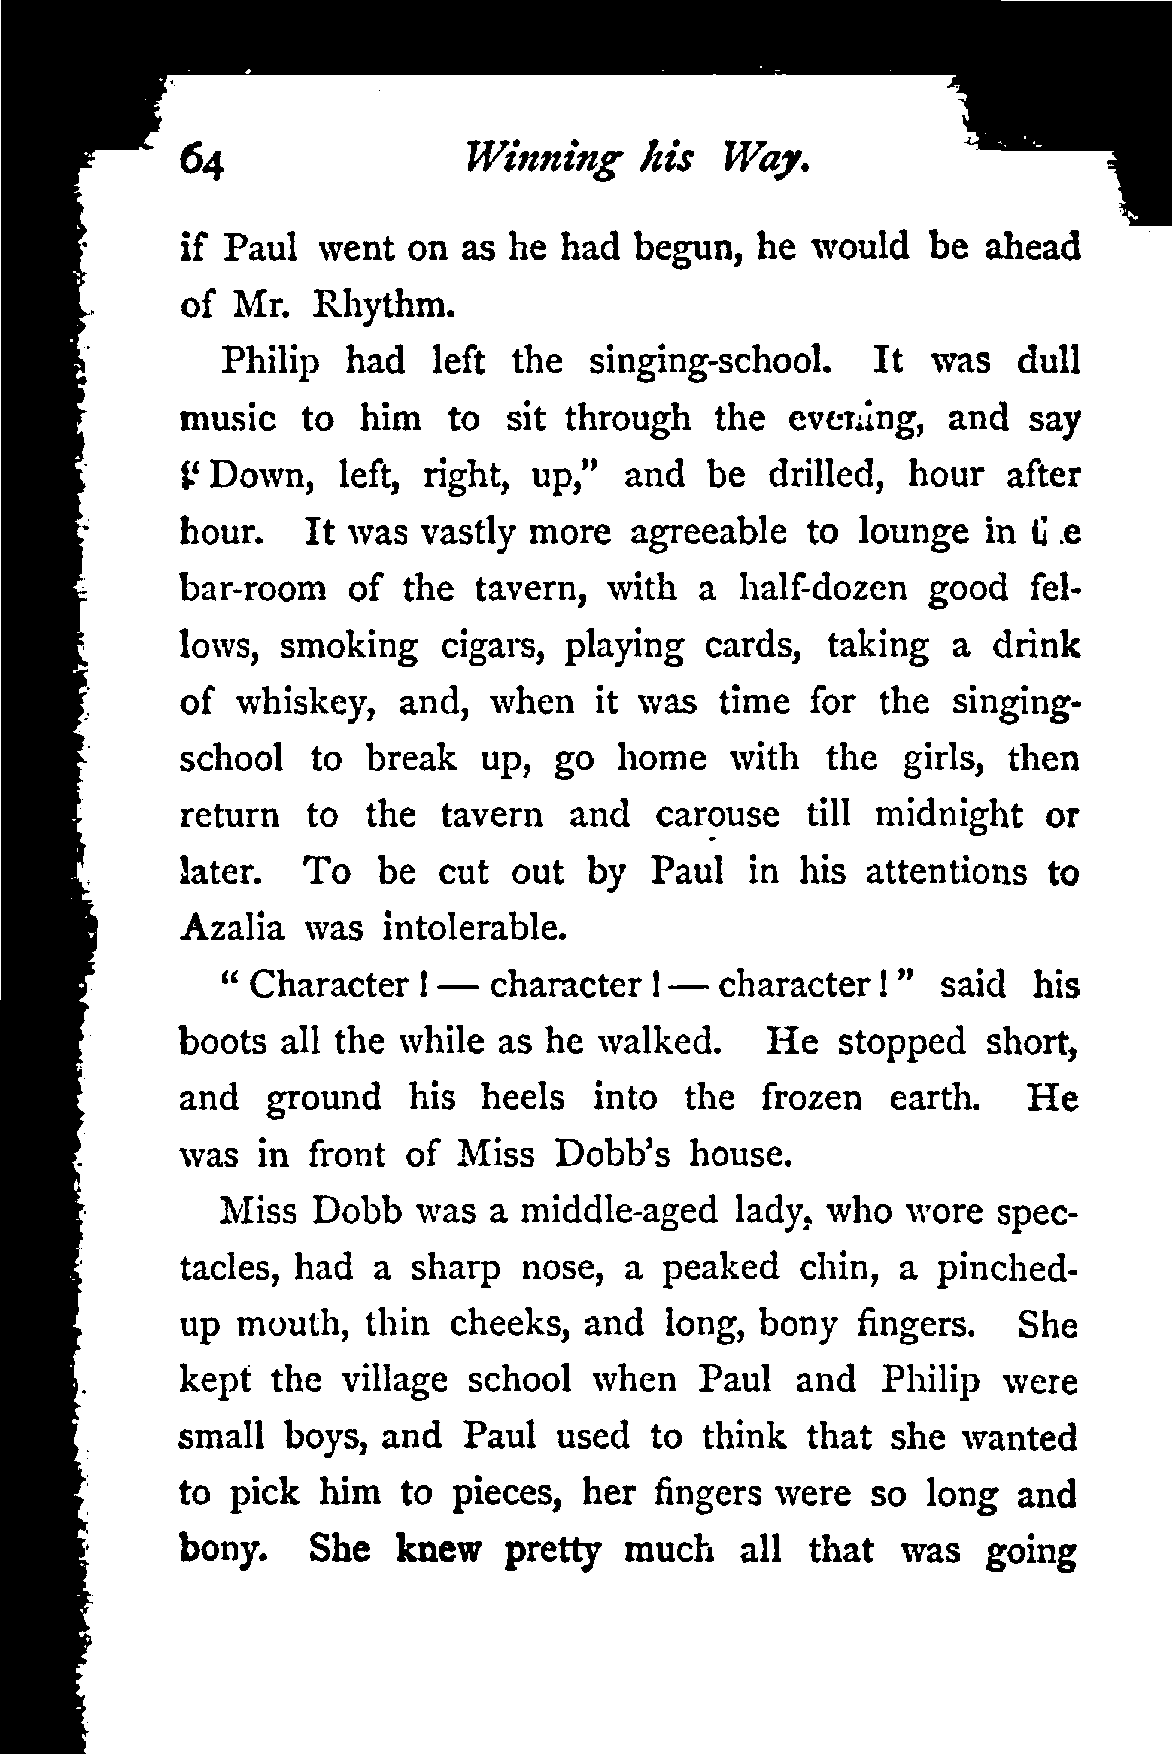 64 Winning his Way.
if Paul went on as he had begun, he would be ahead
of Mr. Rhythm.
Philip had left the singing-school. It was dull
music to him to sit through the evening, and say
“Down, left, right, up,” and be drilled, hour after
hour. It was vastly more agreeable to lounge in the
bar-room of the tavern, with a half-dozen good fel-
lows, smoking cigars, playing cards, taking a drink
of whiskey, and, when it was time for the singing-
school to break up, go home with the girls, then
return to the tavern and carouse till midnight or
later. To be cut out by Paul in his attentions to
Azalia was intolerable.
“Character! — character! — character!” said his
boots all the while as he walked. He stopped short,
and ground his heels into the frozen earth. He
was in front of Miss Dobb’s house.
Miss Dobb was a middle-aged lady, who wore spec-
tacles, had a sharp nose, a peaked chin, a pinched-
up mouth, thin cheeks, and long, bony fingers. She
kept the village school when Paul and Philip were
small boys, and Paul used to think that she wanted
to pick him to pieces, her fingers were so long and
bony. She knew pretty much all that was going